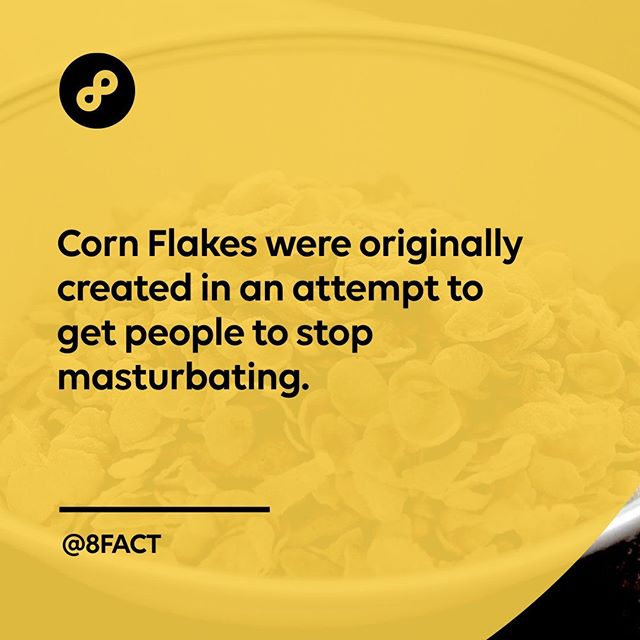 Corn Flakes were originally
created in an attempt to
get people to stop
masturbating.
@8FACT